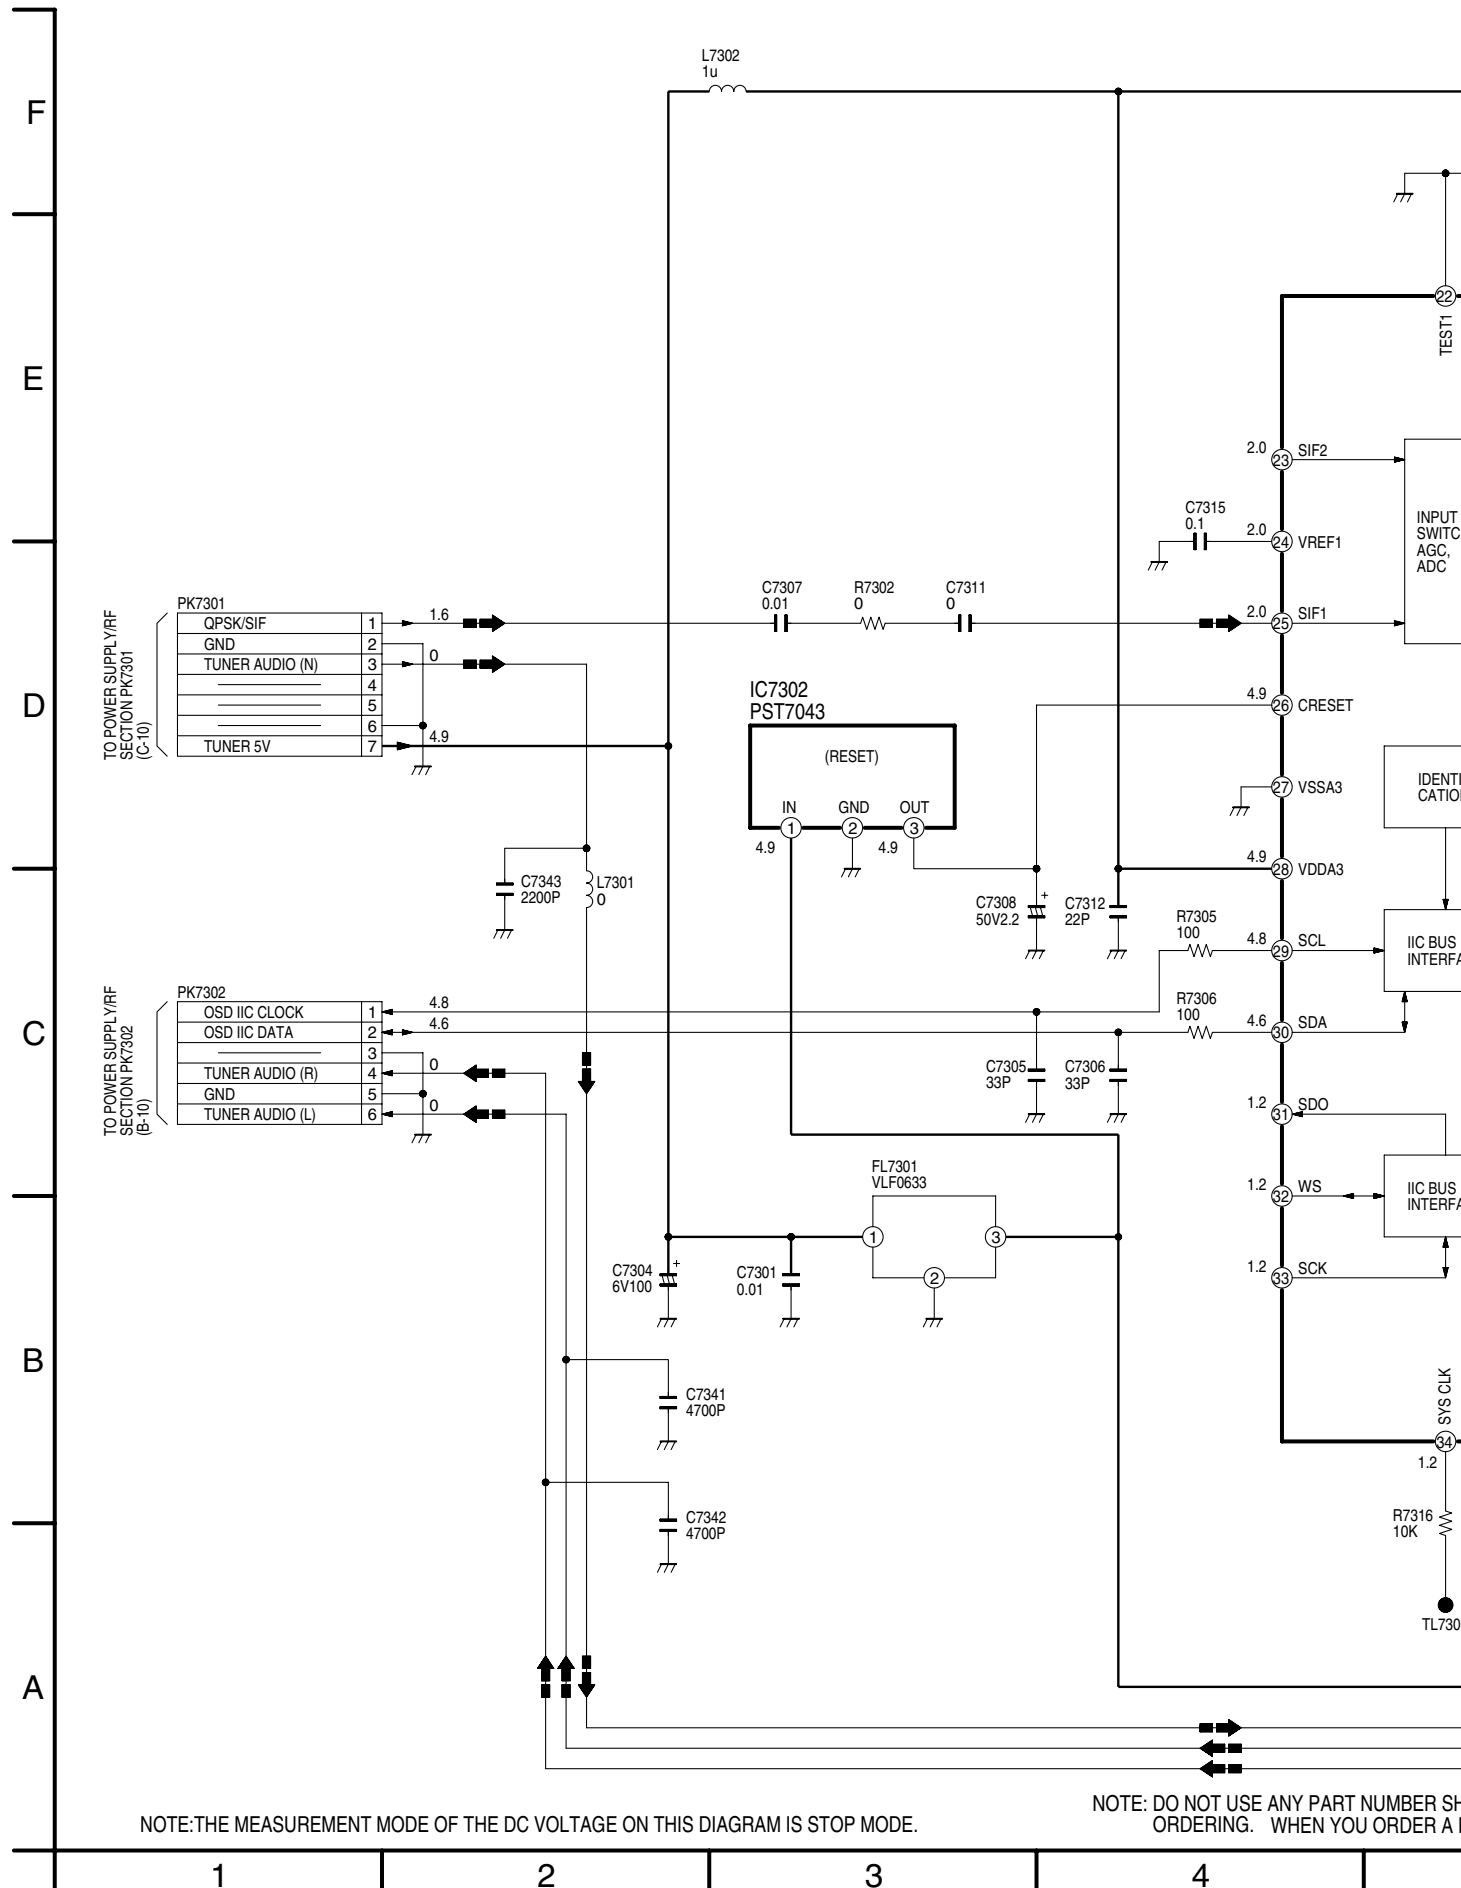 L7302
1u
F
22
TEST1
E
2.0
23
SIF2
C7315
0.1
2.0
24
VREF1
INPUT
SWITC
AGC,
ADC
TO POWER SUPPLY/RF
SECTION PK7301
(C-10)
PK7301
QPSK/SIF 1 1.6
GND 2
TUNER AUDIO (N) 3 0
4
5
6
TUNER 5V 7 4.9
C7307
0.01
R7302
0
C7311
0
2.0
25
SIF1
D
IC7302
PST7043
(RESET)
IN GND OUT
1 2 3
4.9 4.9
4.9
26
CRESET
27
VSSA3
IDENTI
CATIO
4.9
28
VDDA3
C7343
2200P
L7301
0
C7308
50V2.2
+
C7312
22P
R7305
100
4.8
29
SCL
IIC BUS
INTERFA
TO POWER SUPPLY/RF
SECTION PK7302
(B-10)
PK7302
OSD IIC CLOCK 1 4.8
OSD IIC DATA 2 4.6
3
TUNER AUDIO (R) 4 0
GND 5
TUNER AUDIO (L) 6 0
C
R7306
100
4.6
30
SDA
C7305
33P
C7306
33P
1.2
31
SDO
FL7301
VLF0633
1
2
3
1.2
32
WS
IIC BUS
INTERFA
C7304
6V100
+
C7301
0.01
1.2
33
SCK
B
C7341
4700P
SYS CLK
34
1.2
C7342
4700P
R7316
10K
TL730
A
NOTE:THE MEASUREMENT MODE OF THE DC VOLTAGE ON THIS DIAGRAM IS STOP MODE.
NOTE: DO NOT USE ANY PART NUMBER SH
ORDERING. WHEN YOU ORDER A
1 2 3 4